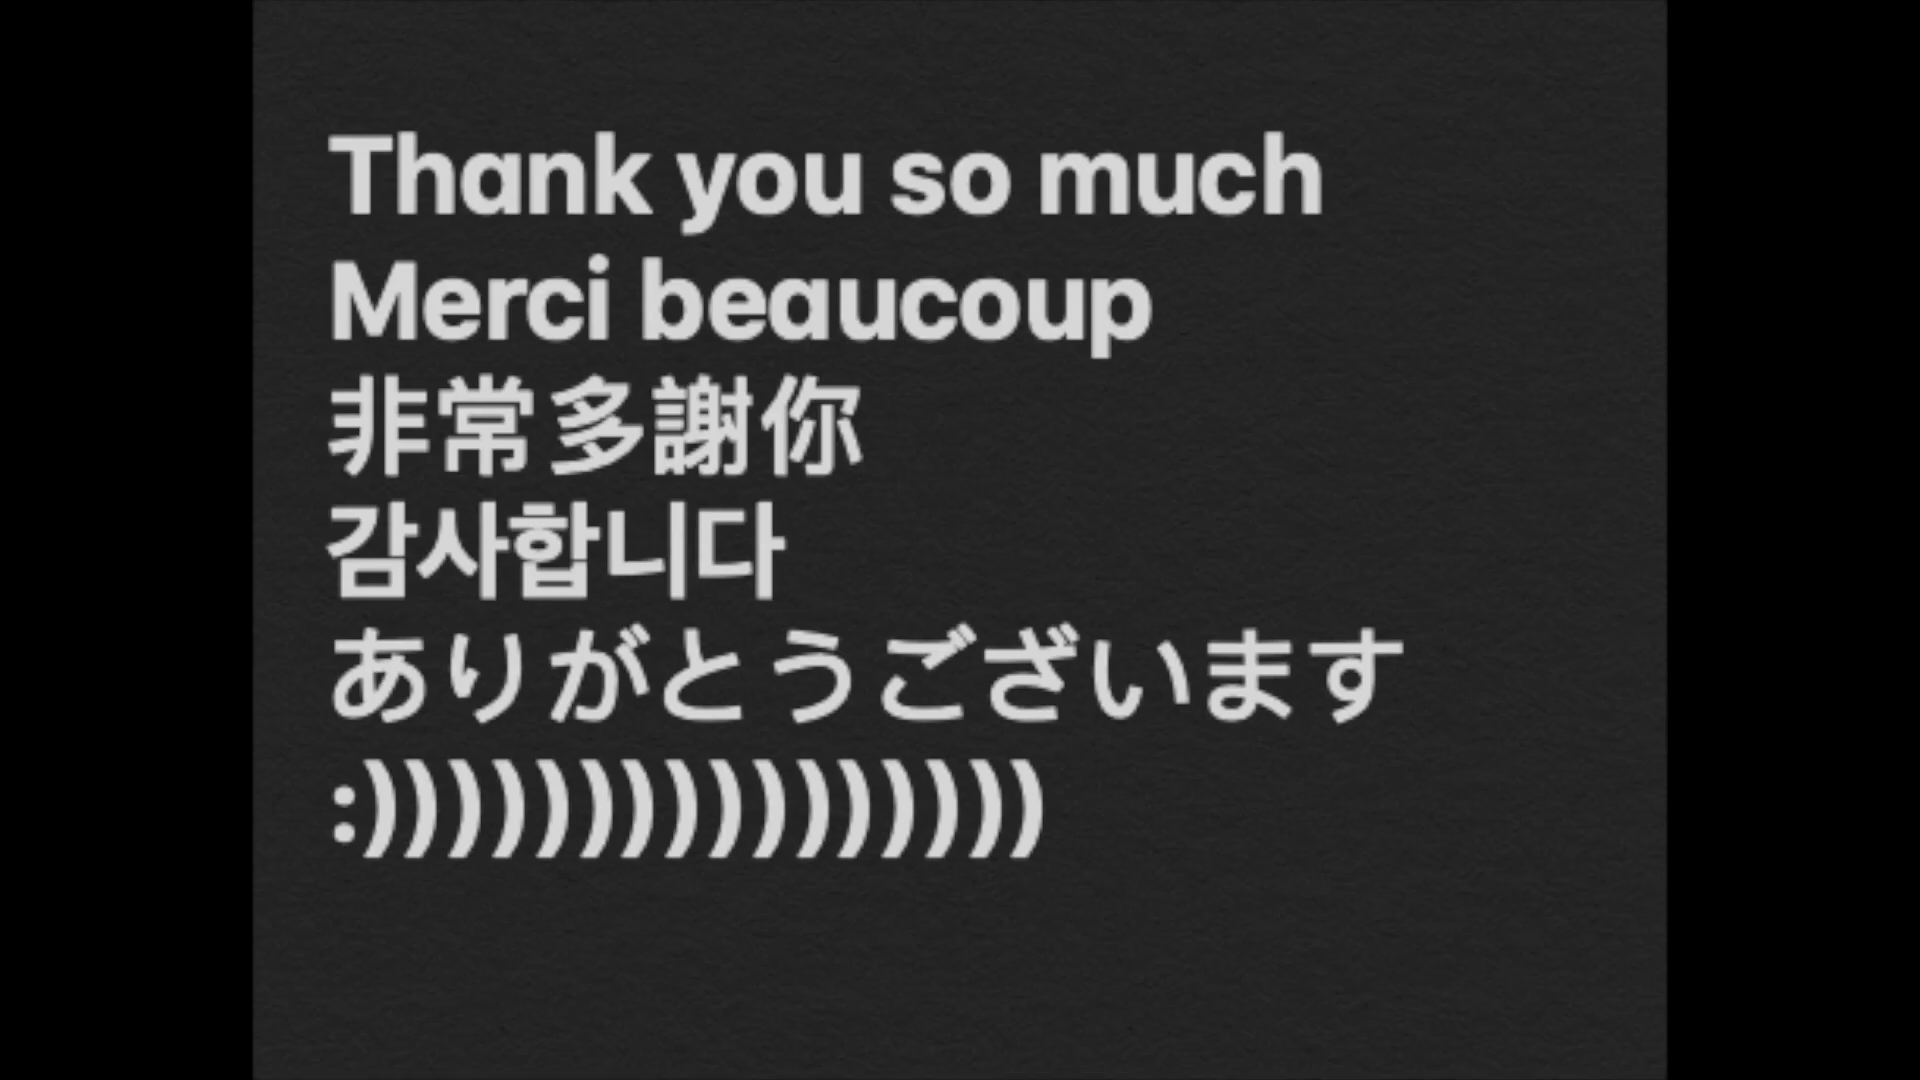 Thank you so much
Merci beaucoup
非常多謝你
감사합니다
ありがとうございます
:))))))))))))))))